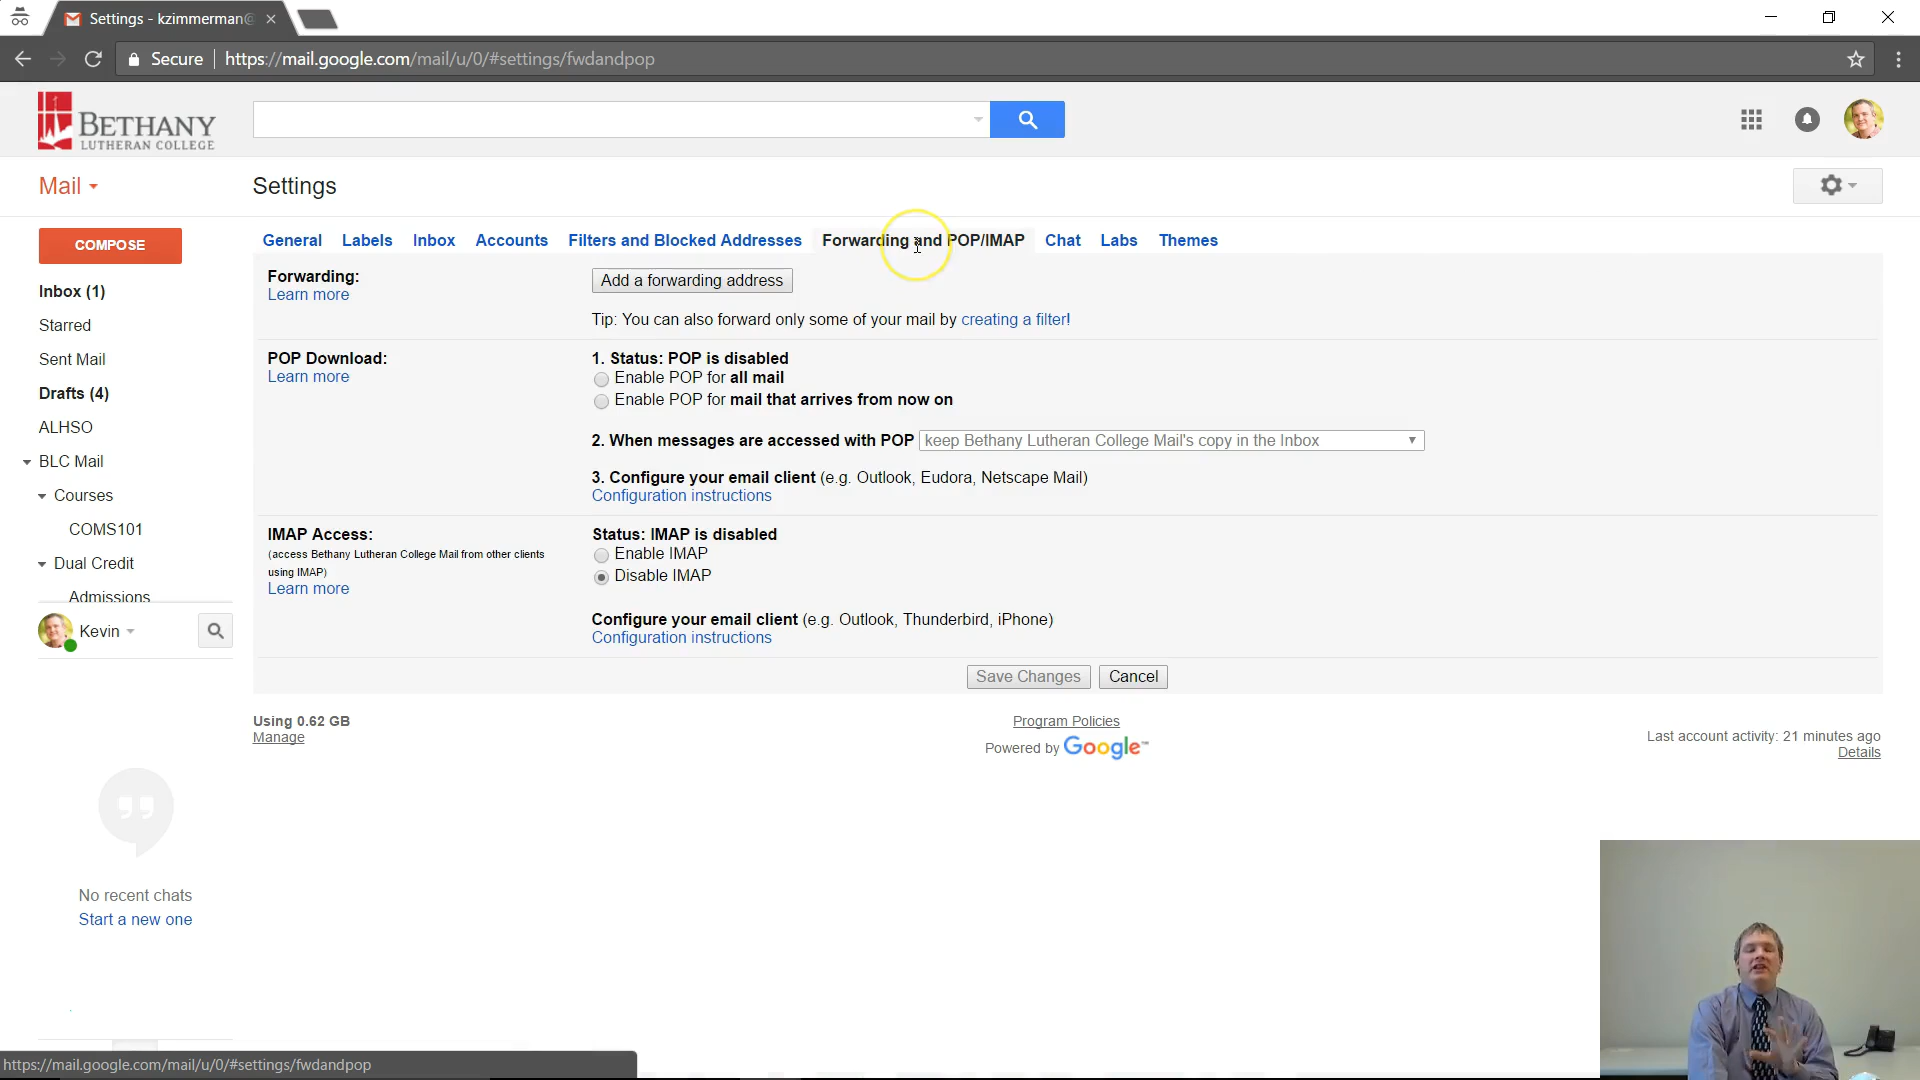 Settings - kzimmerman@
Secure
https://mail.google.com/mail/u/0/#settings/fwdandpop
BETHANY
LUTHERAN COLLEGE
Mail
Settings
COMPOSE
General
Labels
Inbox
Accounts
Filters and Blocked Addresses
Forwarding and POP/IMAP
Chat
Labs
Themes
Inbox (1)
Starred
Sent Mail
Drafts (4)
ALHSO
BLC Mail
Courses
COMS101
Dual Credit
Admissions
Kevin
Forwarding:
Learn more
Add a forwarding address
Tip: You can also forward only some of your mail by creating a filter!
POP Download:
Learn more
1. Status: POP is disabled
Enable POP for all mail
Enable POP for mail that arrives from now on
2. When messages are accessed with POP keep Bethany Lutheran College Mail's copy in the Inbox
3. Configure your email client (e.g. Outlook, Eudora, Netscape Mail)
Configuration instructions
IMAP Access:
(access Bethany Lutheran College Mail from other clients
using IMAP)
Learn more
Status: IMAP is disabled
Enable IMAP
Disable IMAP
Configure your email client (e.g. Outlook, Thunderbird, iPhone)
Configuration instructions
Save Changes
Cancel
Using 0.62 GB
Manage
Program Policies
Powered by Google™
Last account activity: 21 minutes ago
Details
No recent chats
Start a new one
https://mail.google.com/mail/u/0/#settings/fwdandpop